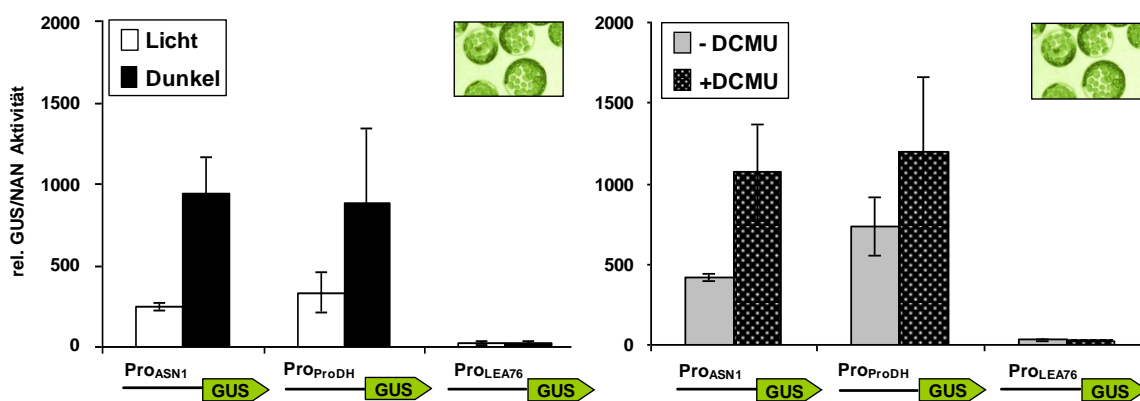 rel. GUS/NAN Aktivität
2000
1500
1000
500
0
Licht
Dunkel
ProASN1
GUS
ProProDH
GUS
ProLEA76
GUS
2000
1500
1000
500
0
- DCMU
+DCMU
ProASN1
GUS
ProProDH
GUS
ProLEA76
GUS